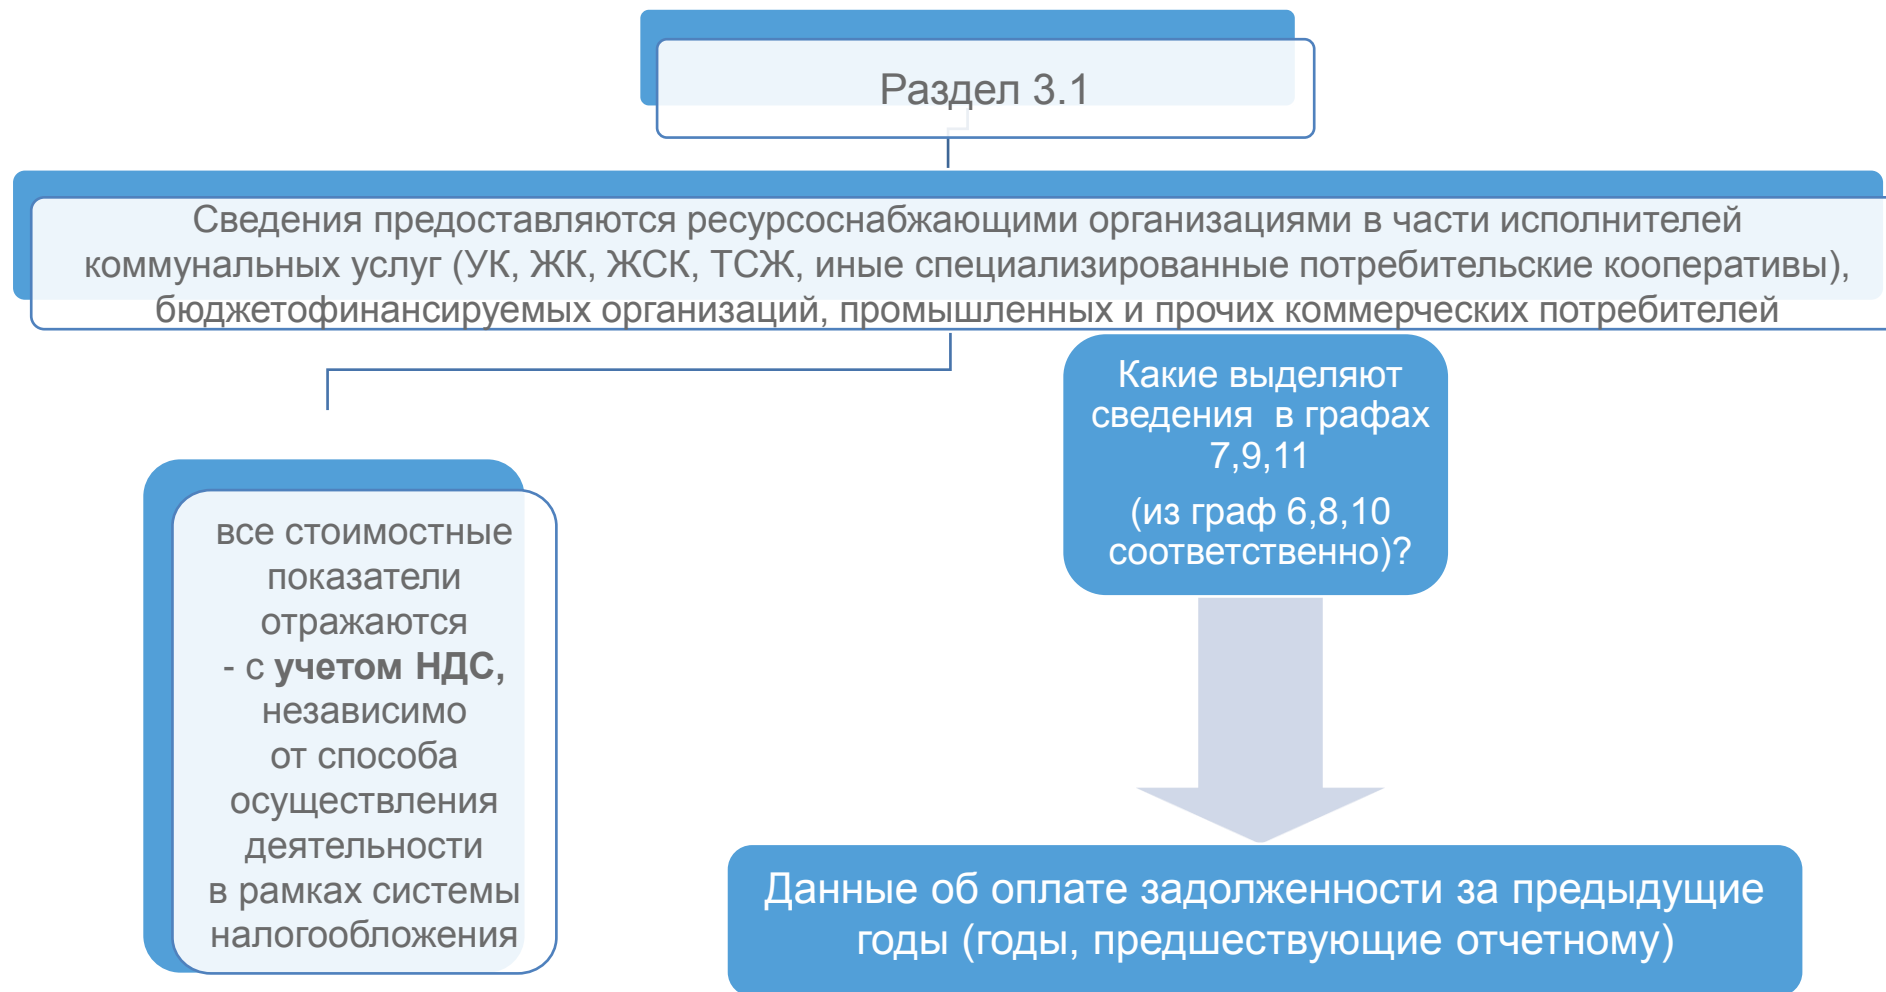 Раздел 3.1
Сведения предоставляются ресурсоснабжающими организациями в части исполнителей
коммунальных услуг (УК, ЖК, ЖСК, ТСЖ, иные специализированные потребительские кооперативы),
бюджетофинансируемых организаций, промышленных и прочих коммерческих потребителей
все стоимостные
показатели
отражаются
- с учетом НДС,
независимо
от способа
осуществления
деятельности
в рамках системы
налогообложения
Какие выделяют
сведения в графах
7,9,11
(из граф 6,8,10
соответственно)?
Данные об оплате задолженности за предыдущие
годы (годы, предшествующие отчетному)